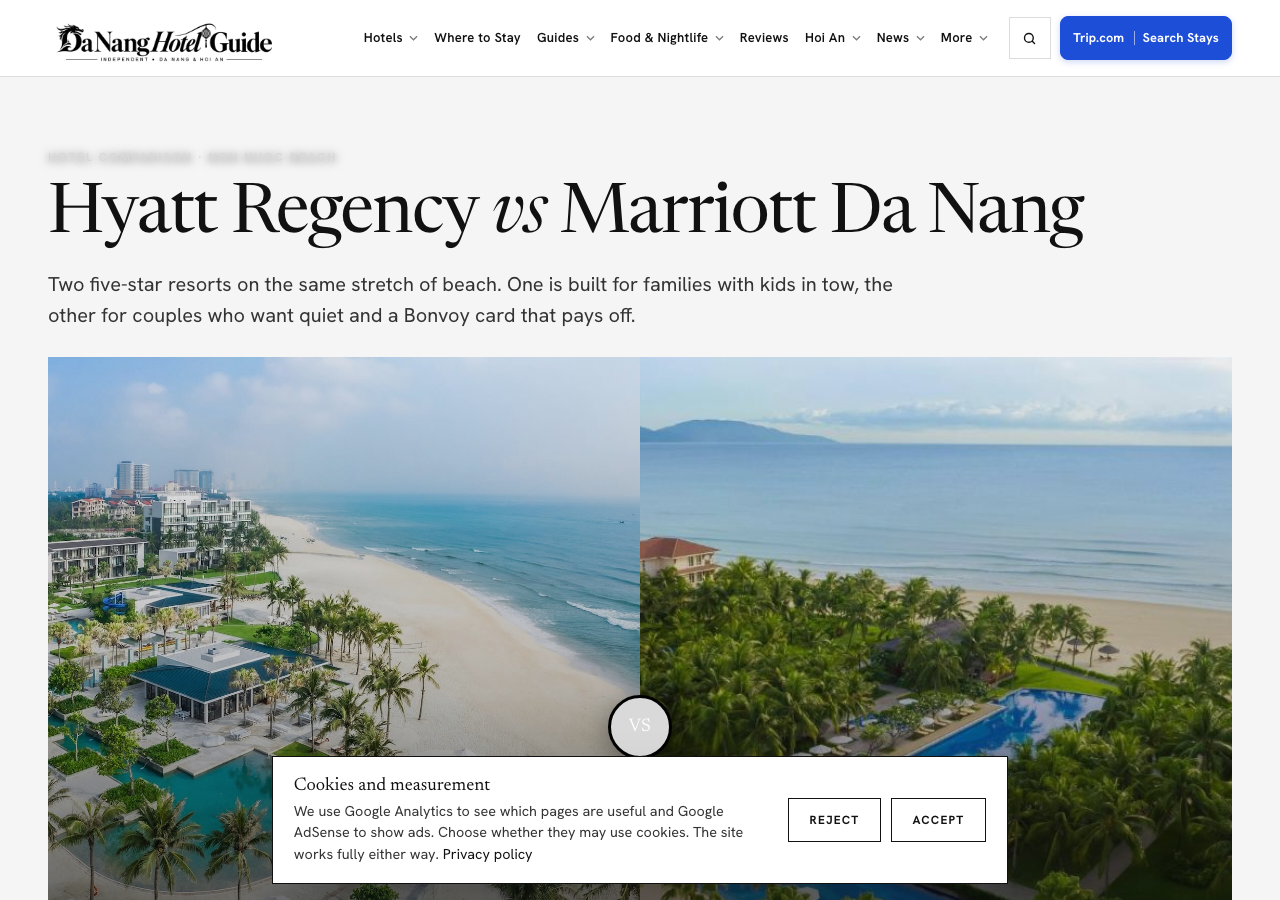 Da Nang Hotel Guide
INDEPENDENT • DA NANG & HOI AN
Hotels
Where to Stay
Guides
Food & Nightlife
Reviews
Hoi An
News
More
Trip.com | Search Stays
Hyatt Regency vs Marriott Da Nang
Two five-star resorts on the same stretch of beach. One is built for families with kids in tow, the
other for couples who want quiet and a Bonvoy card that pays off.
VS
Cookies and measurement
We use Google Analytics to see which pages are useful and Google
AdSense to show ads. Choose whether they may use cookies. The site
works fully either way. Privacy policy
REJECT
ACCEPT